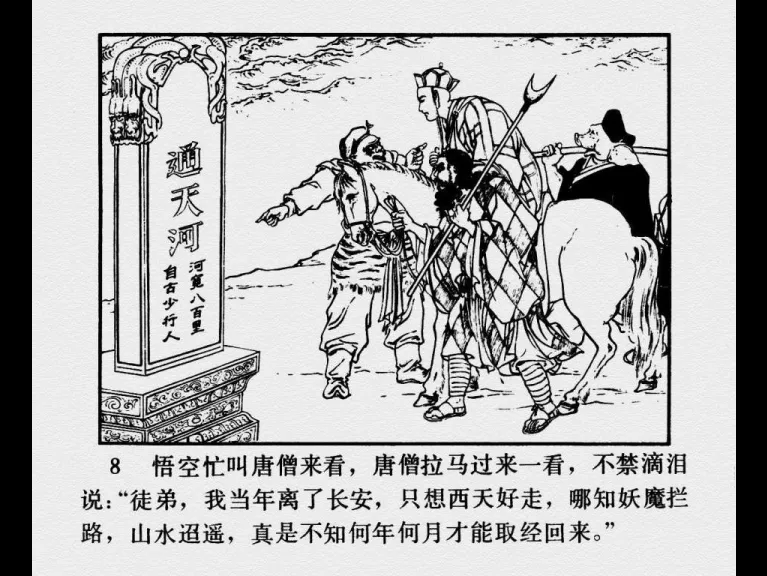 通天河
河宽八百里
自古少行人
8 悟空忙叫唐僧来看，唐僧拉马过来一看，不禁滴泪
说：“徒弟，我当年离了长安，只想西天好走，哪知妖魔拦
路，山水迢遥，真是不知何年何月才能取经回来。”